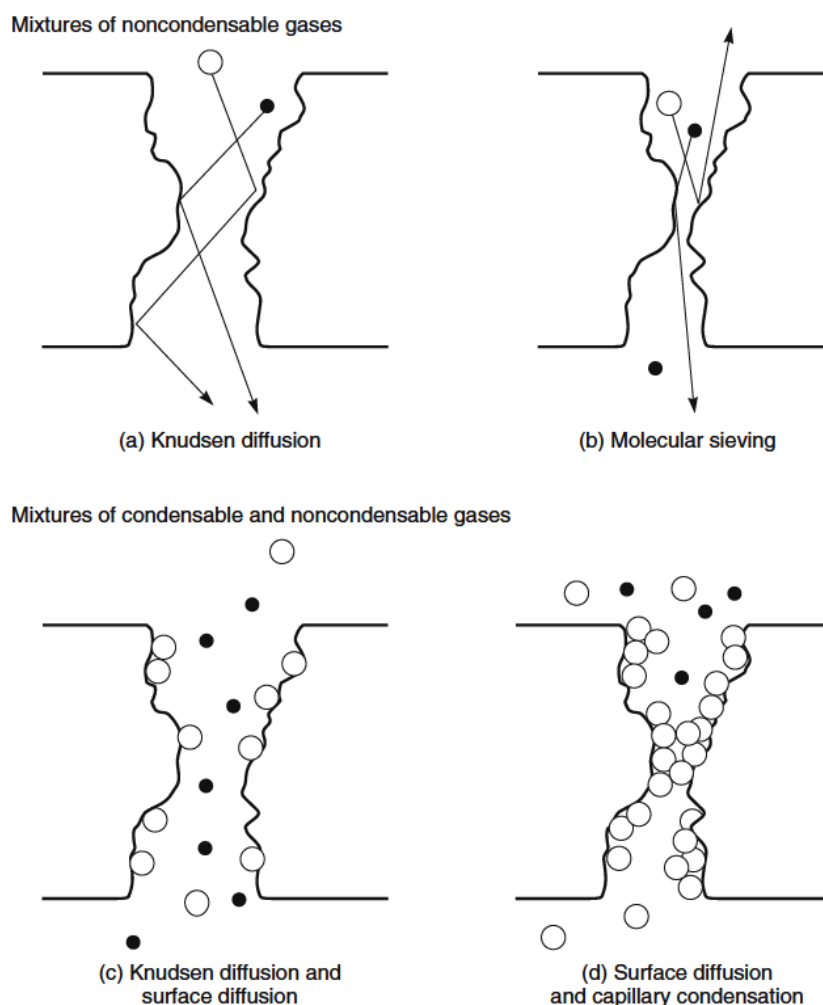 Mixtures of noncondensable gases
(a) Knudsen diffusion
(b) Molecular sieving
Mixtures of condensable and noncondensable gases
(c) Knudsen diffusion and
surface diffusion
(d) Surface diffusion
and capillary condensation